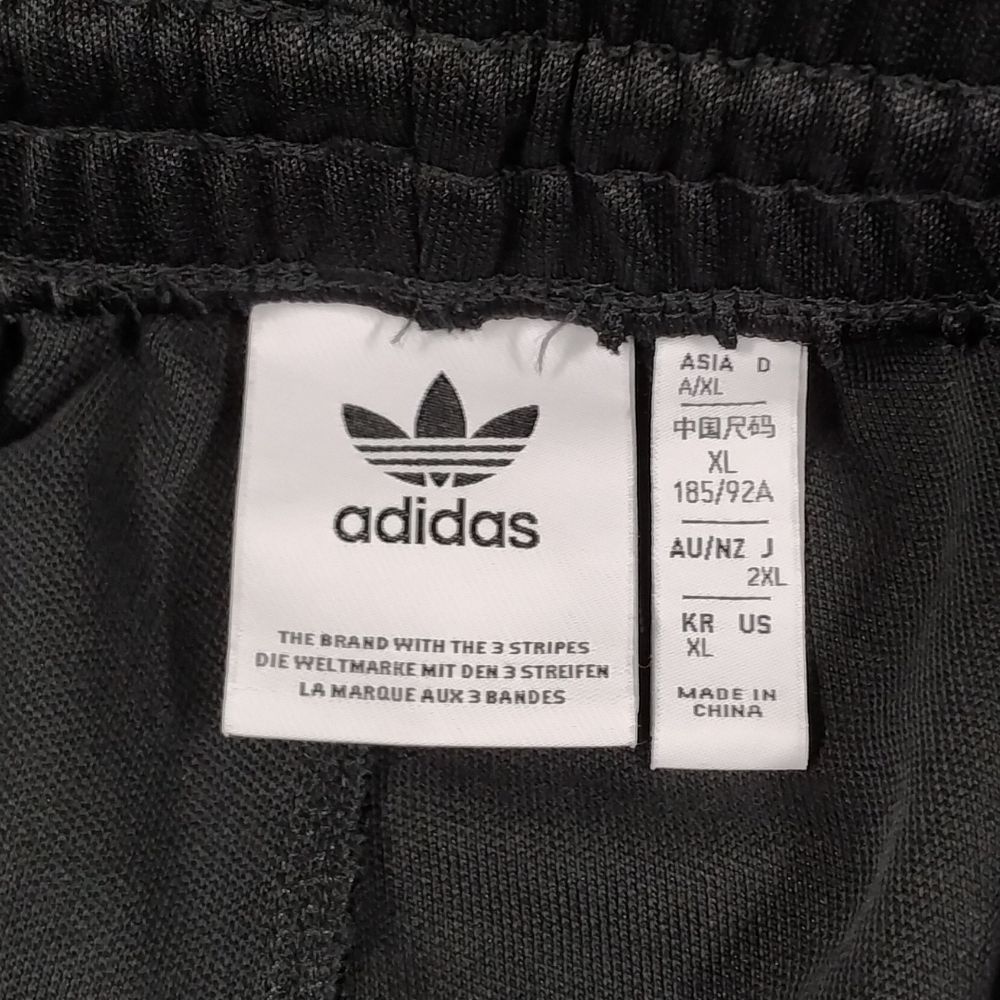 adidas
THE BRAND WITH THE 3 STRIPES
DIE WELTMARKE MIT DEN 3 STREIFEN
LA MARQUE AUX 3 BANDES
ASIA D
A/XL
中国尺码
XL
185/92A
AU/NZ J
2XL
KR US
XL
MADE IN
CHINA